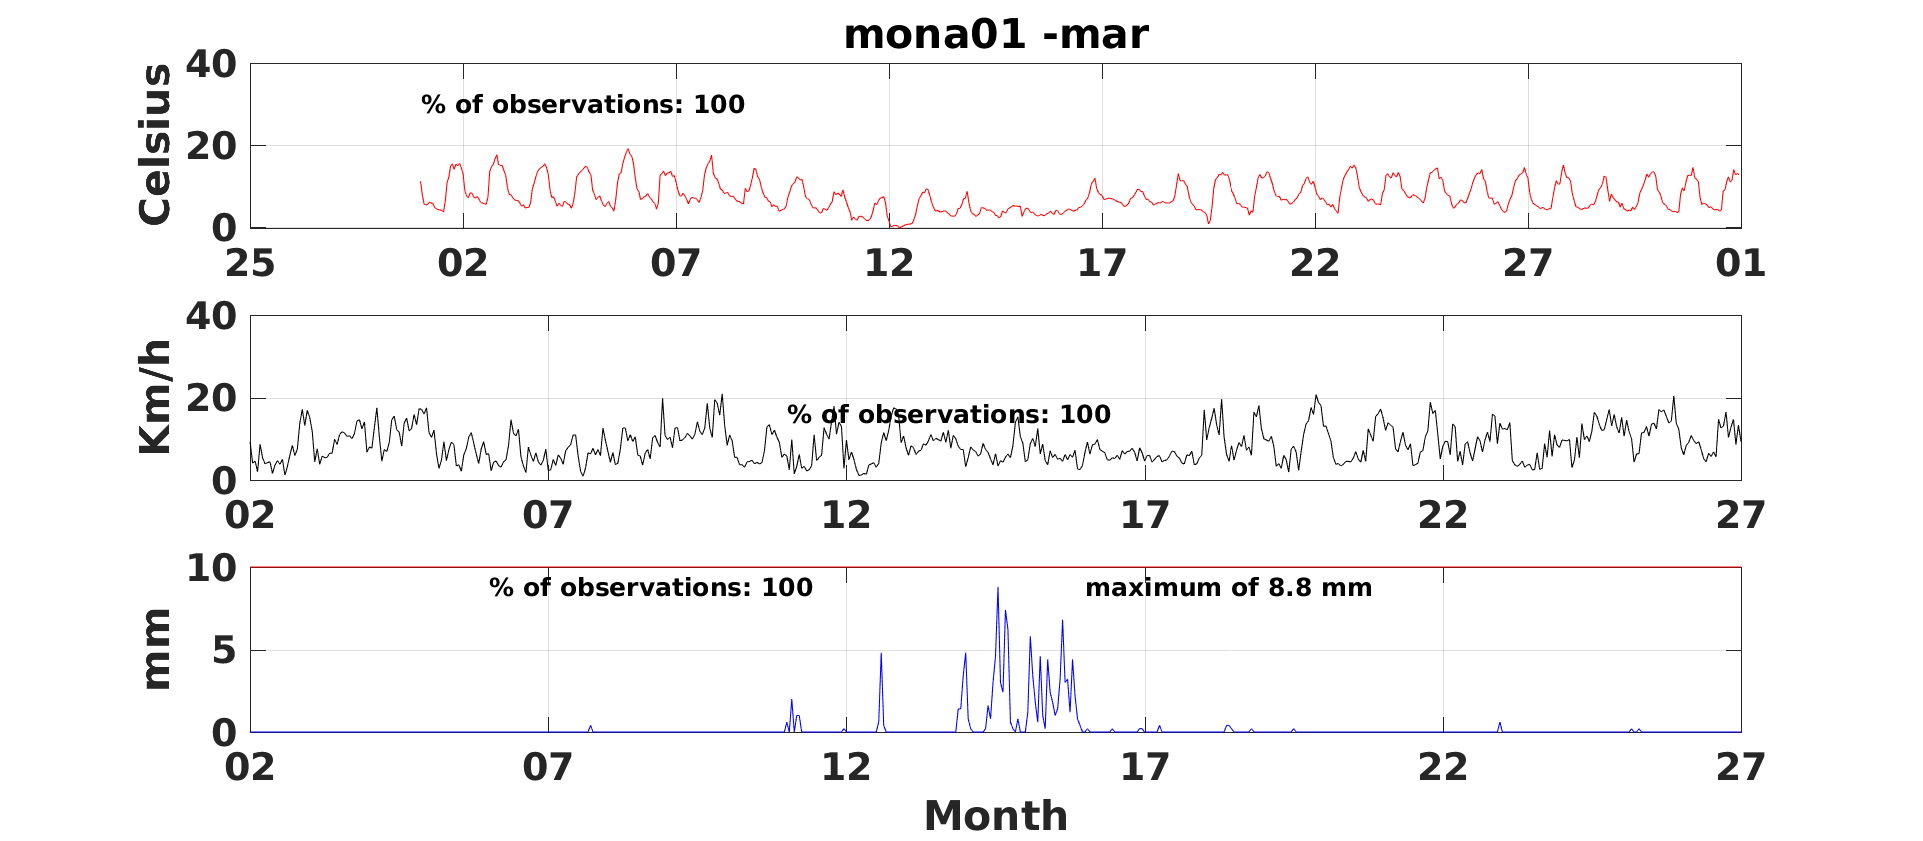 mona01 -mar
40
20
0
Celsius
% of observations: 100
25 02 07 12 17 22 27 01
40
20
0
Km/h
% of observations: 100
02 07 12 17 22 27
10
5
0
mm
% of observations: 100 maximum of 8.8 mm
02 07 12 17 22 27
Month